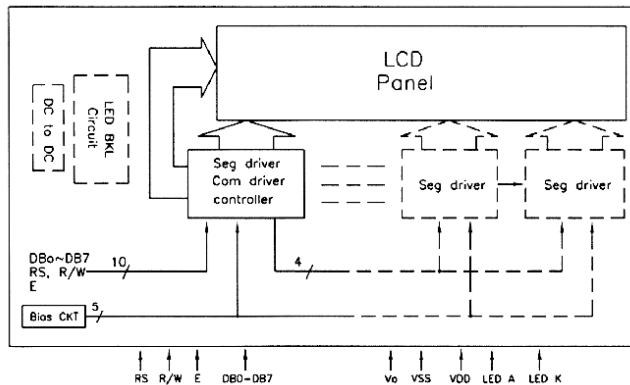 LCD
Panel
DC to DC
LED BKL
Circuit
Seg driver
Com driver
controller
Seg driver
Seg driver
DBo~DB7
RS, R/W
E
10
4
Bias CKT
5
RS R/W E DBO-DB7 Vo VSS VDD LED A LED K